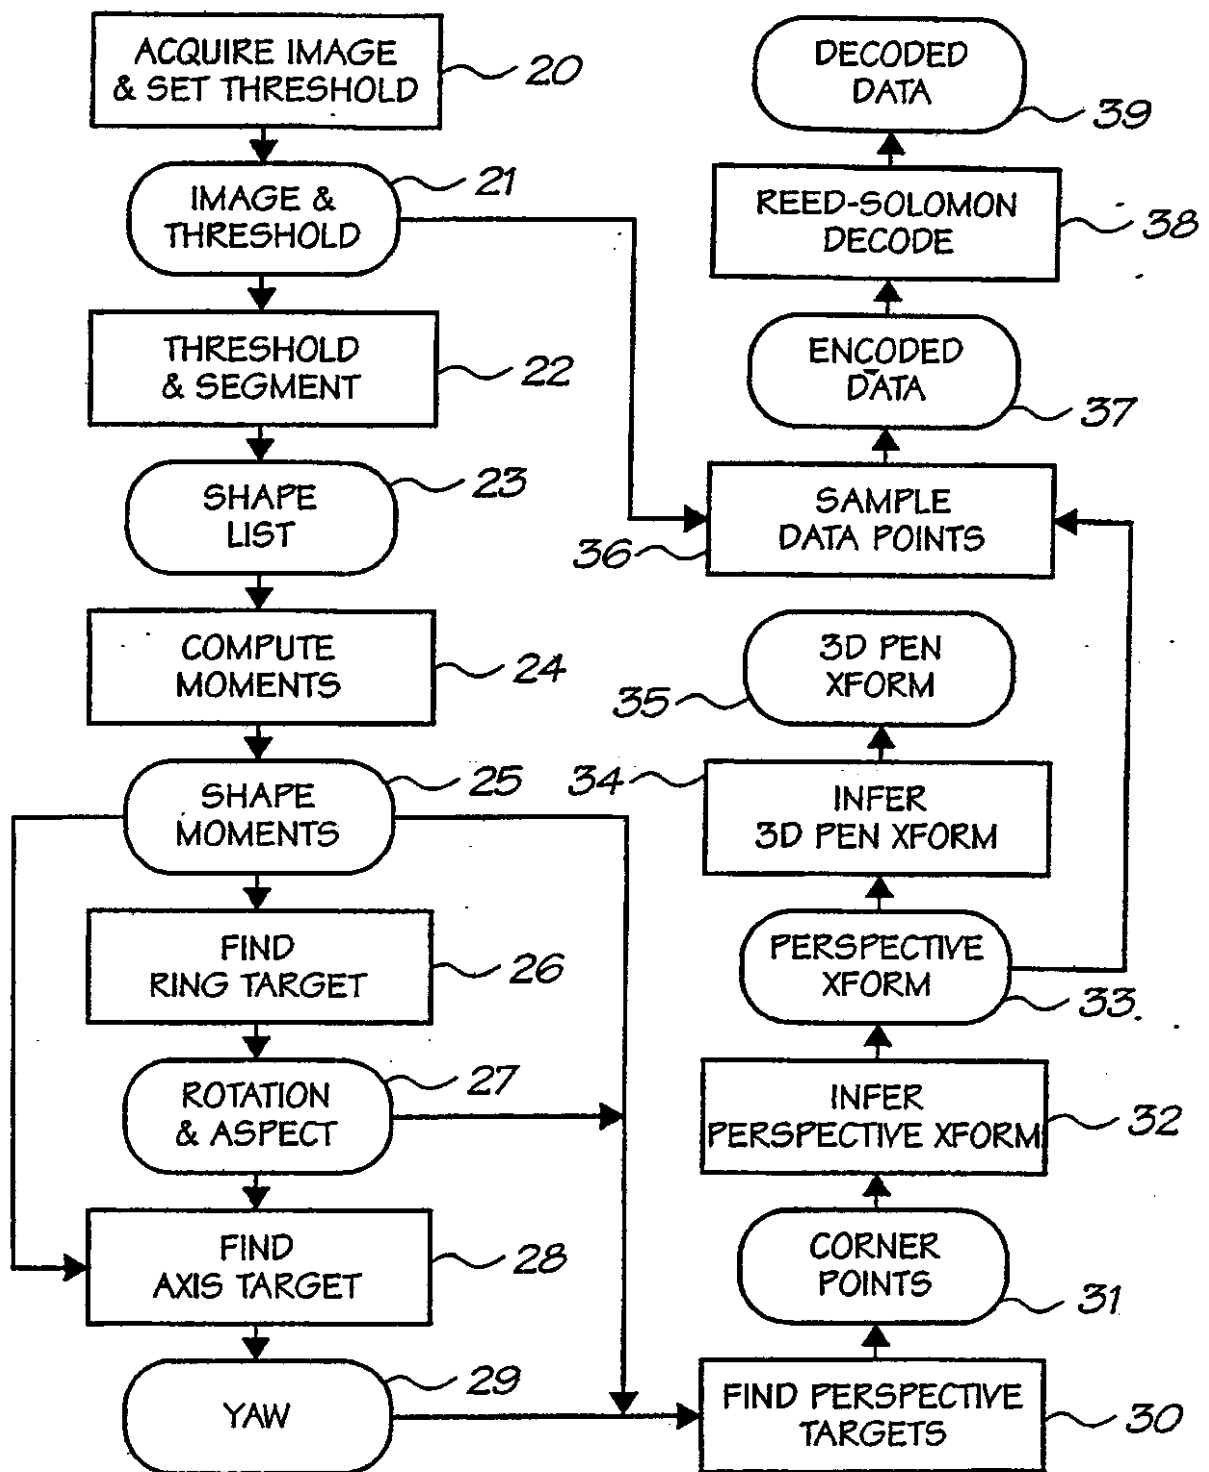 ACQUIRE IMAGE
& SET THRESHOLD
20
IMAGE &
THRESHOLD
21
THRESHOLD
& SEGMENT
22
SHAPE
LIST
23
COMPUTE
MOMENTS
24
SHAPE
MOMENTS
25
FIND
RING TARGET
26
ROTATION
& ASPECT
27
FIND
AXIS TARGET
28
YAW
29
FIND PERSPECTIVE
TARGETS
30
CORNER
POINTS
31
INFER
PERSPECTIVE XFORM
32
PERSPECTIVE
XFORM
33
INFER
3D PEN XFORM
34
3D PEN
XFORM
35
SAMPLE
DATA POINTS
36
ENCODED
DATA
37
REED-SOLOMON
DECODE
38
DECODED
DATA
39